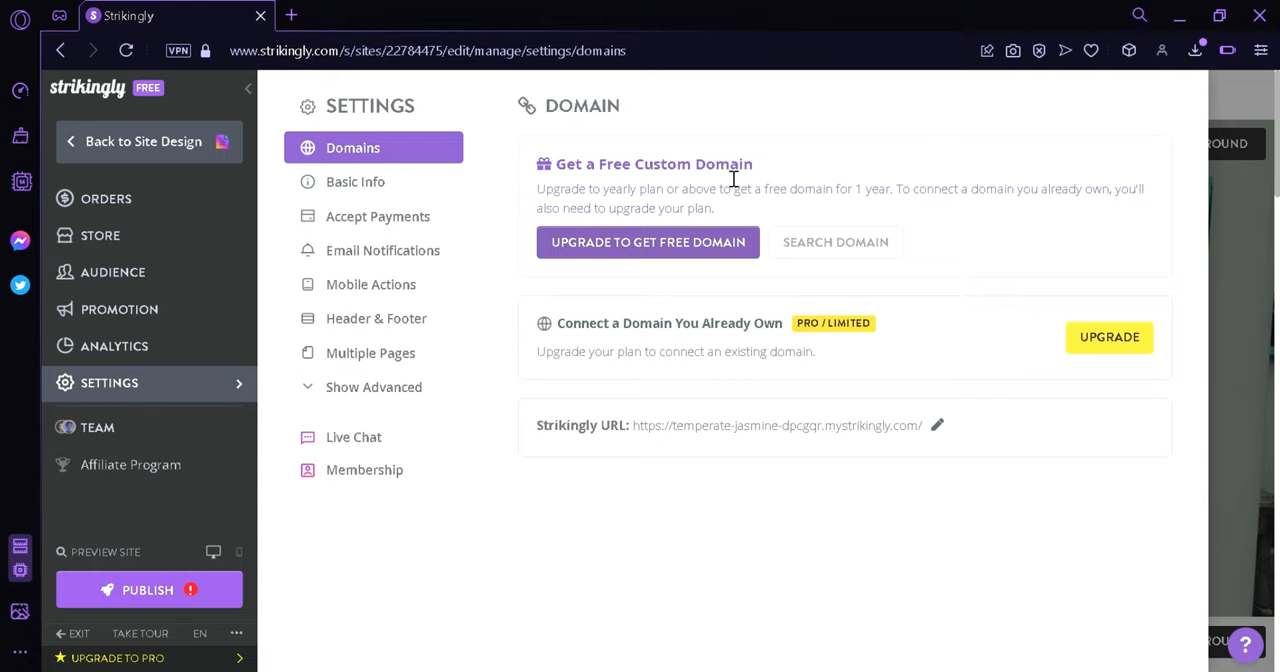 Strikingly
VPN
www.strikingly.com/s/sites/22784475/edit/manage/settings/domains
strikingly FREE
Back to Site Design
ORDERS
STORE
AUDIENCE
PROMOTION
ANALYTICS
SETTINGS
TEAM
Affiliate Program
PREVIEW SITE
PUBLISH
EXIT
TAKE TOUR
EN
UPGRADE TO PRO
SETTINGS
Domains
Basic Info
Accept Payments
Email Notifications
Mobile Actions
Header & Footer
Multiple Pages
Show Advanced
Live Chat
Membership
DOMAIN
Get a Free Custom Domain
Upgrade to yearly plan or above to get a free domain for 1 year. To connect a domain you already own, you'll
also need to upgrade your plan.
UPGRADE TO GET FREE DOMAIN
SEARCH DOMAIN
Connect a Domain You Already Own PRO / LIMITED
Upgrade your plan to connect an existing domain.
UPGRADE
Strikingly URL: https://temperate-jasmine-dpcgqr.mystrikingly.com/
ROUND
?